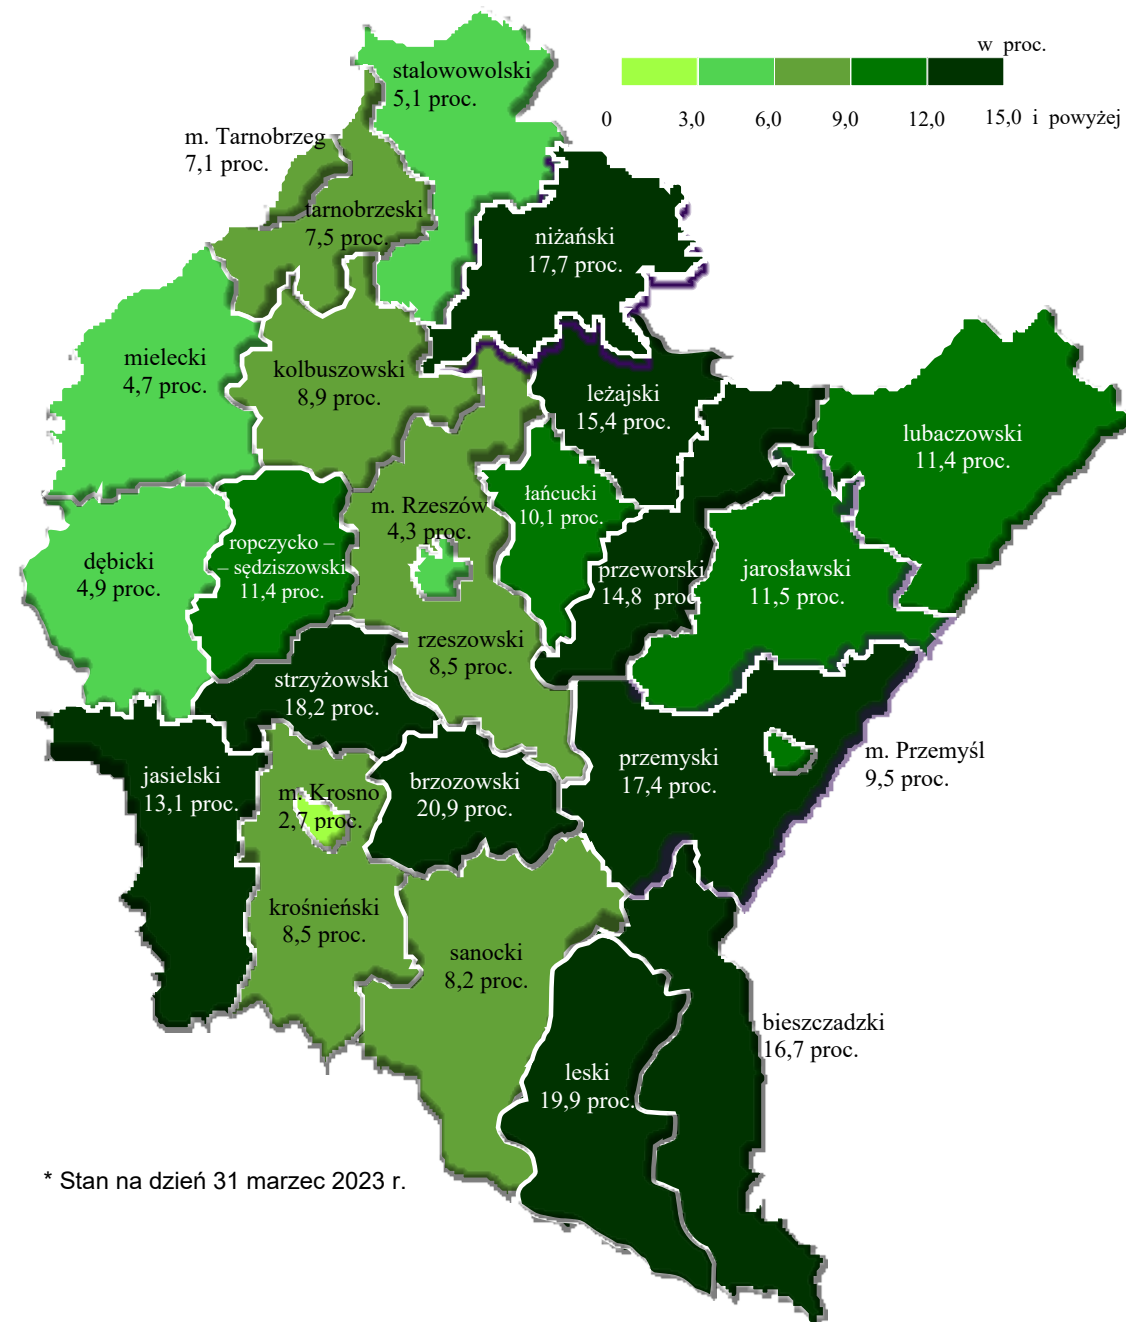 w proc.
0 3,0 6,0 9,0 12,0 15,0 i powyżej
stalowowolski
5,1 proc.
m. Tarnobrzeg
7,1 proc.
tarnobrzeski
7,5 proc.
niżański
17,7 proc.
mielecki
4,7 proc.
kolbuszowski
8,9 proc.
leżajski
15,4 proc.
lubaczowski
11,4 proc.
m. Rzeszów
4,3 proc.
łańcucki
10,1 proc.
dębicki
4,9 proc.
ropczycko –
– sędziszowski
11,4 proc.
przeworski
14,8 proc.
jarosławski
11,5 proc.
rzeszowski
8,5 proc.
strzyżowski
18,2 proc.
jasielski
13,1 proc.
m. Krosno
2,7 proc.
brzozowski
20,9 proc.
przemyski
17,4 proc.
m. Przemyśl
9,5 proc.
krośnieński
8,5 proc.
sanocki
8,2 proc.
bieszczadzki
16,7 proc.
leski
19,9 proc.
* Stan na dzień 31 marzec 2023 r.